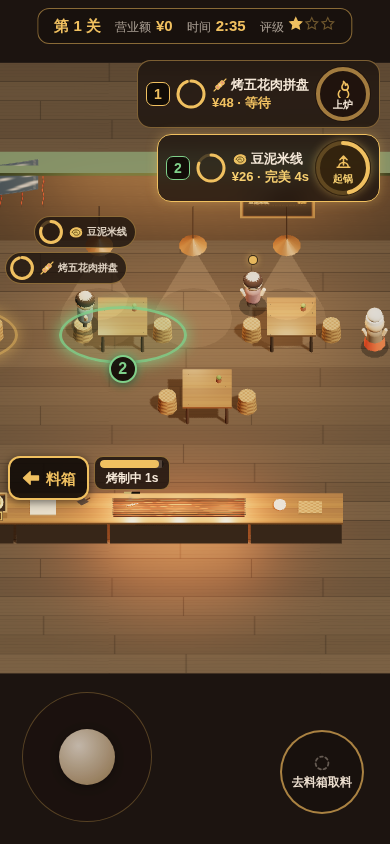 第 1 关 营业额 ¥0 时间 2:35 评级
1 烤五花肉拼盘
¥48 · 等待
上炉
2 豆泥米线
¥26 · 完美 4s
起锅
豆泥米线
烤五花肉拼盘
2
料箱
烤制中 1s
去料箱取料